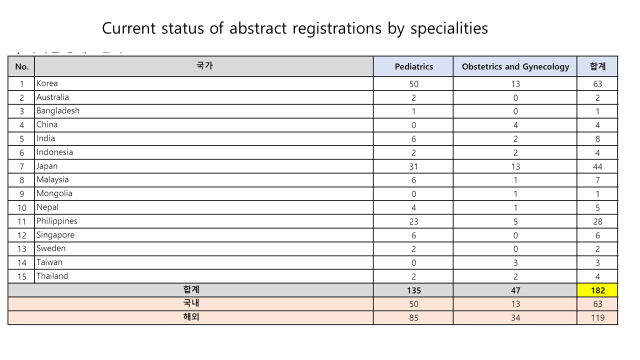 Current status of abstract registrations by specialities
No. 국가 Pediatrics Obstetrics and Gynecology 합계
1 Korea 50 13 63
2 Australia 2 0 2
3 Bangladesh 1 0 1
4 China 0 4 4
5 India 6 2 8
6 Indonesia 2 2 4
7 Japan 31 13 44
8 Malaysia 6 1 7
9 Mongolia 0 1 1
10 Nepal 4 1 5
11 Philippines 23 5 28
12 Singapore 6 0 6
13 Sweden 2 0 2
14 Taiwan 0 3 3
15 Thailand 2 2 4
합계 135 47 182
국내 50 13 63
해외 85 34 119